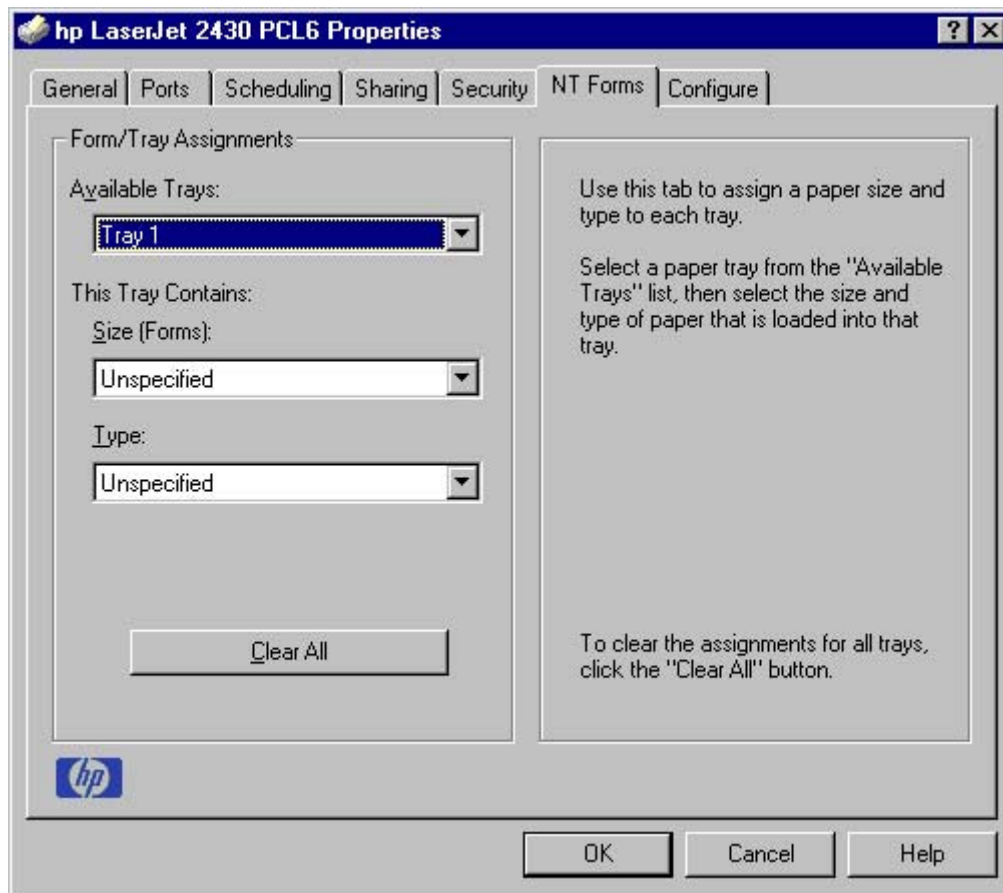 hp LaserJet 2430 PCL6 Properties
General Ports Scheduling Sharing Security NT Forms Configure
Form/Tray Assignments
Available Trays:
Tray 1
This Tray Contains:
Size (Forms):
Unspecified
Type:
Unspecified
Clear All
Use this tab to assign a paper size and
type to each tray.
Select a paper tray from the "Available
Trays" list, then select the size and
type of paper that is loaded into that
tray.
To clear the assignments for all trays,
click the "Clear All" button.
hp
OK Cancel Help